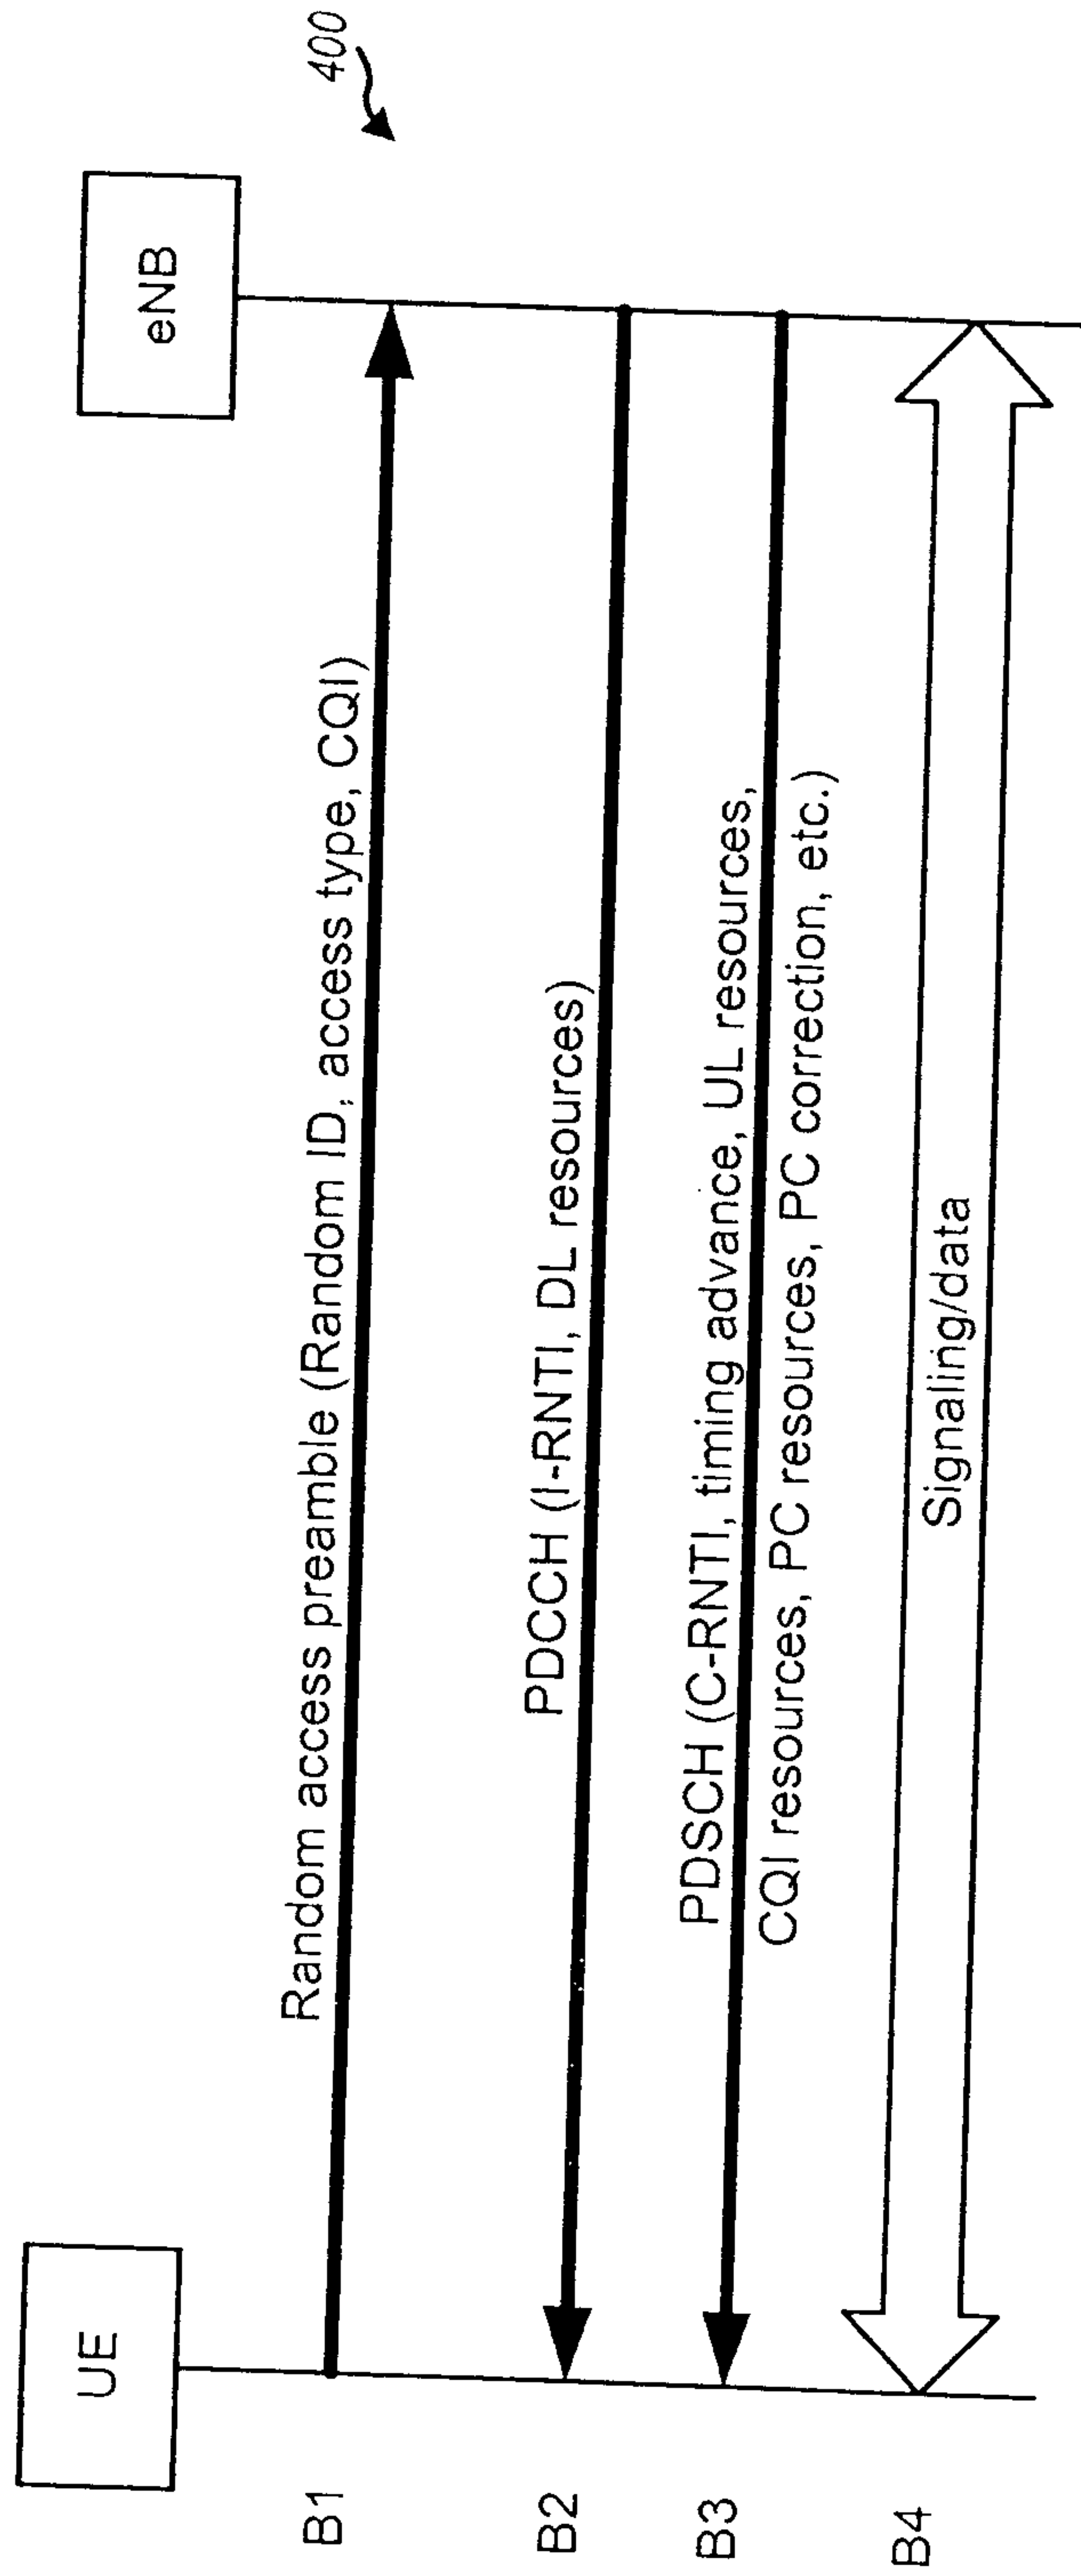 400
UE
eNB
B1
Random access preamble (Random ID, access type, CQI)
B2
PDCCH (I-RNTI, DL resources)
B3
PDSCH (C-RNTI, timing advance, UL resources,
CQI resources, PC resources, PC correction, etc.)
B4
Signaling/data